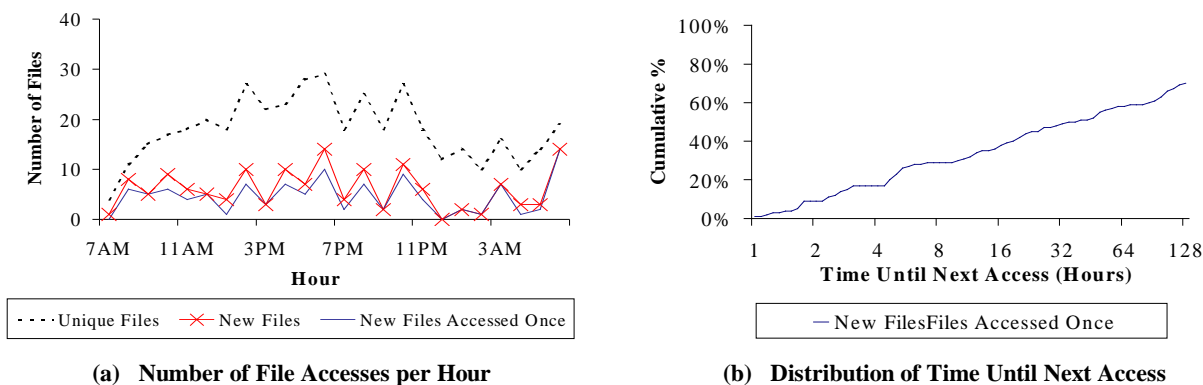 40
30
20
10
0
Number of Files
7AM 11AM 3PM 7PM 11PM 3AM
Hour
Unique Files New Files New Files Accessed Once
(a) Number of File Accesses per Hour
100%
80%
60%
40%
20%
0%
Cumulative %
1 2 4 8 16 32 64 128
Time Until Next Access (Hours)
New FilesFiles Accessed Once
(b) Distribution of Time Until Next Access